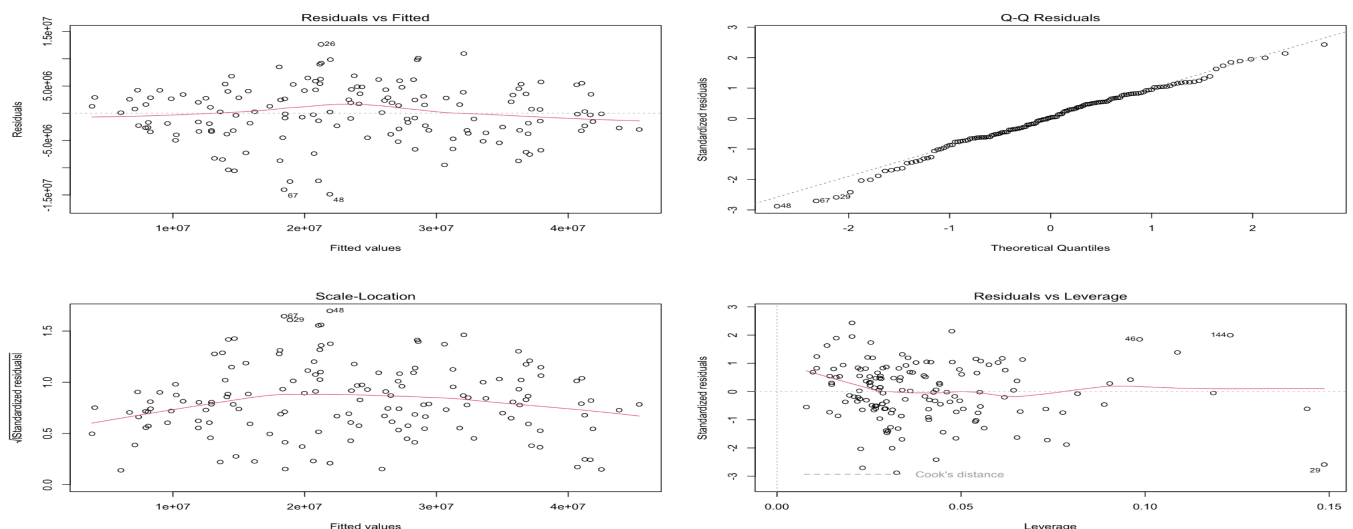 Residuals vs Fitted
Residuals
-1.5e+07
-5.0e+06
5.0e+06
1.5e+07
26
67
48
1e+07
2e+07
3e+07
4e+07
Fitted values
Q-Q Residuals
Standardized residuals
-3
-2
-1
0
1
2
3
48
67
29
-2
-1
0
1
2
Theoretical Quantiles
Scale-Location
√|Standardized residuals|
0.0
0.5
1.0
1.5
67
29
48
1e+07
2e+07
3e+07
4e+07
Fitted values
Residuals vs Leverage
Standardized residuals
-3
-2
-1
0
1
2
3
46
144
29
Cook's distance
0.00
0.05
0.10
0.15
Leverage